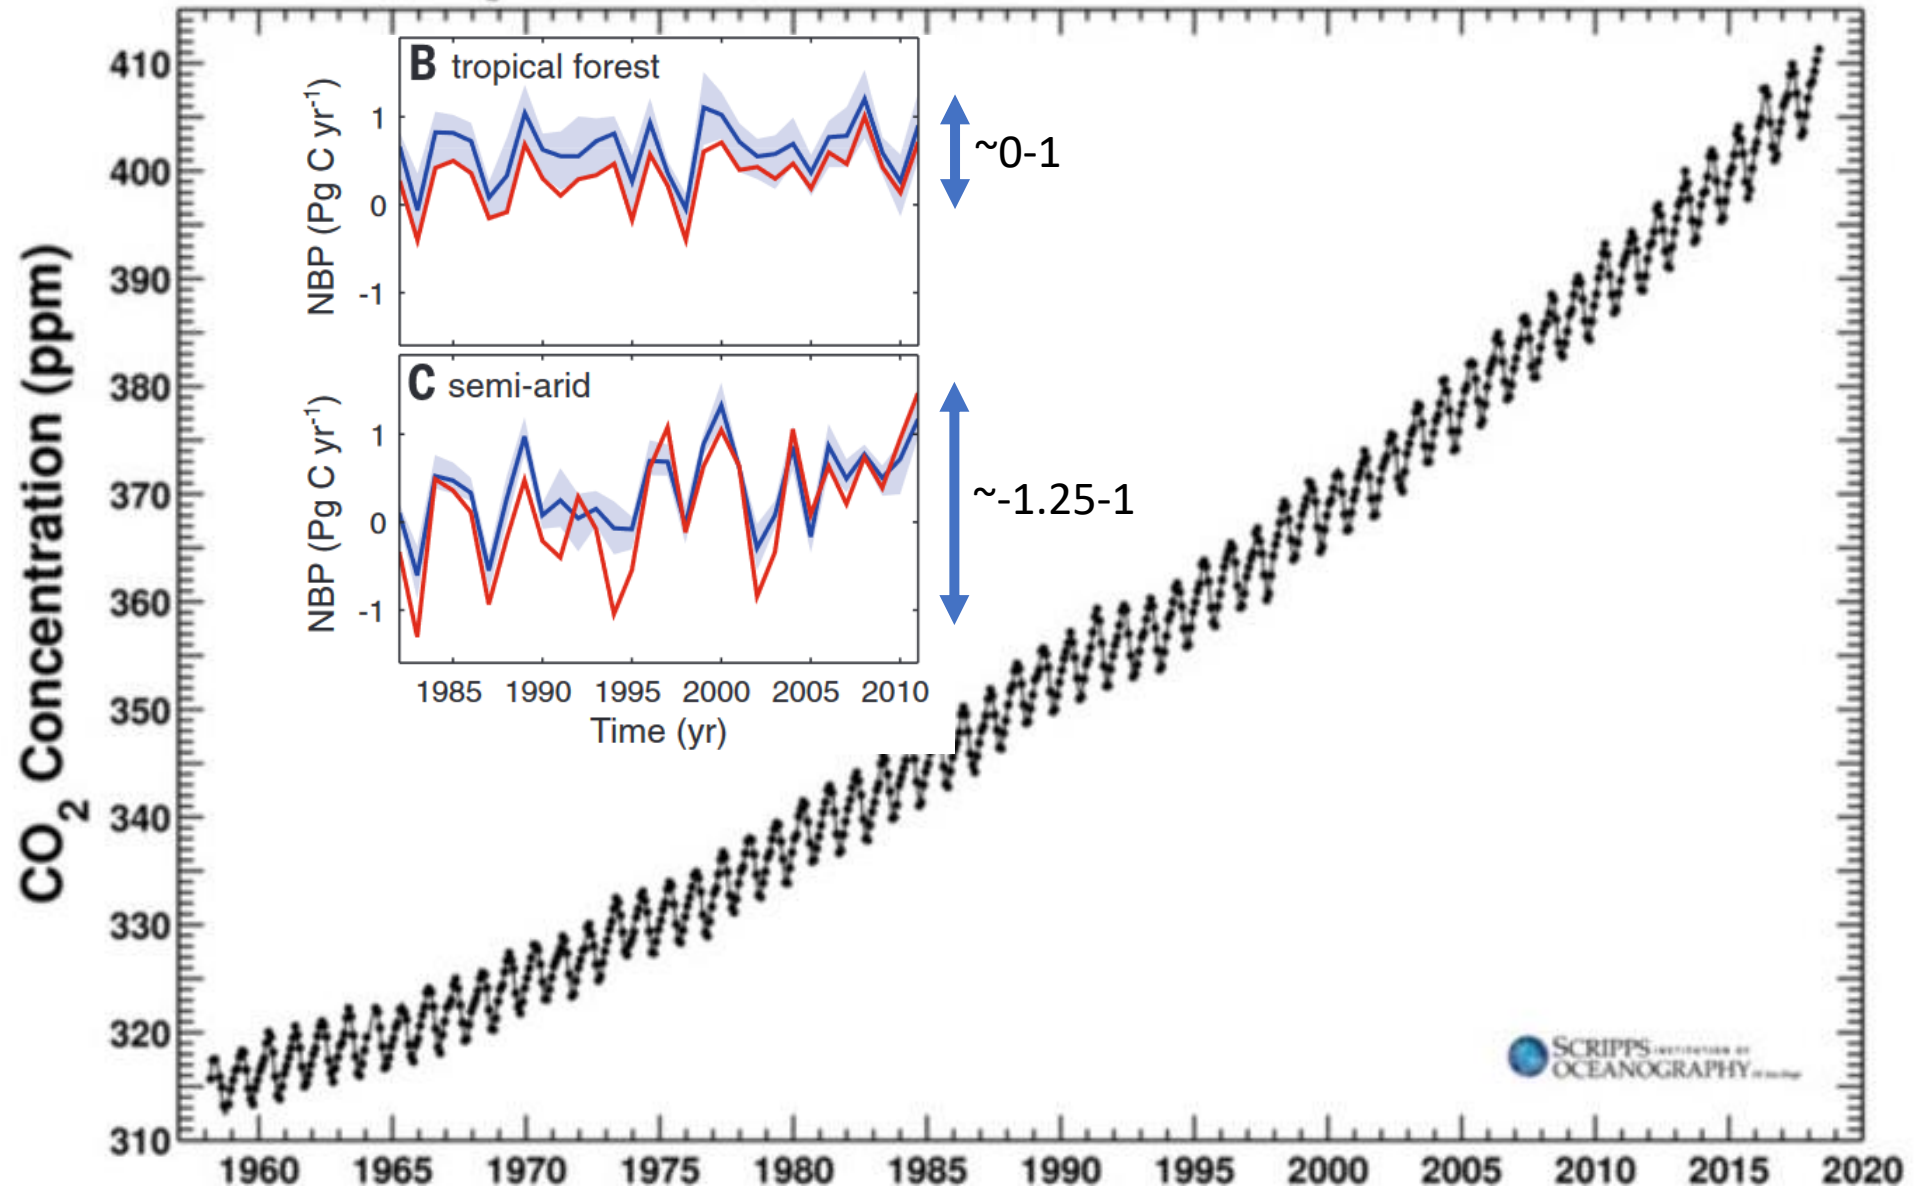 CO2 Concentration (ppm)
410
400
390
380
370
360
350
340
330
320
310
1960 1965 1970 1975 1980 1985 1990 1995 2000 2005 2010 2015 2020
B tropical forest
NBP (Pg C yr-1)
1
0
-1
~0-1
C semi-arid
NBP (Pg C yr-1)
1
0
-1
~-1.25-1
1985 1990 1995 2000 2005 2010
Time (yr)
SCRIPPS INSTITUTION OF
OCEANOGRAPHY